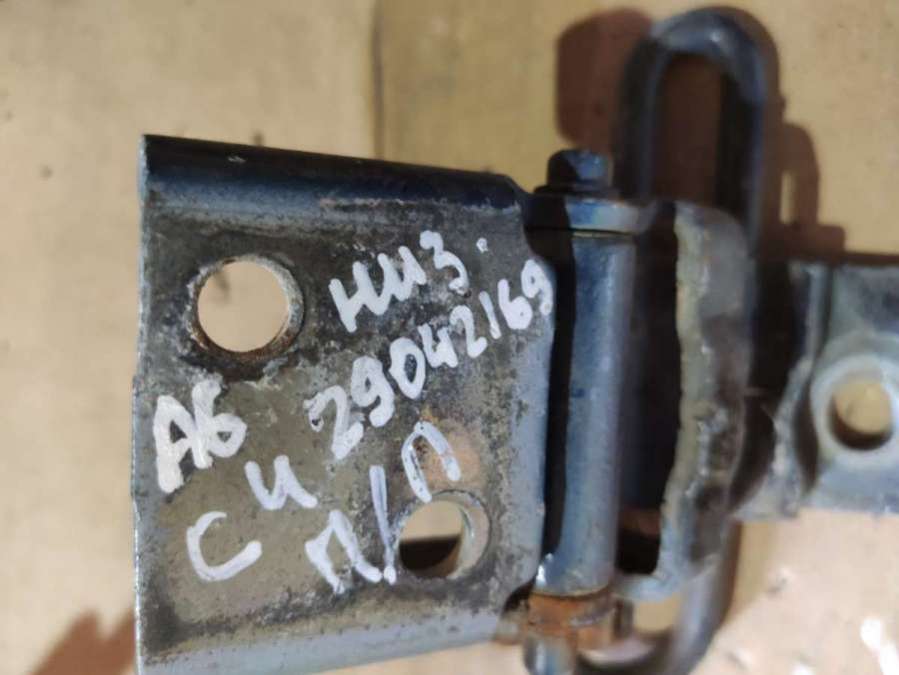 низ.
29042169
А6
СИ
п/п